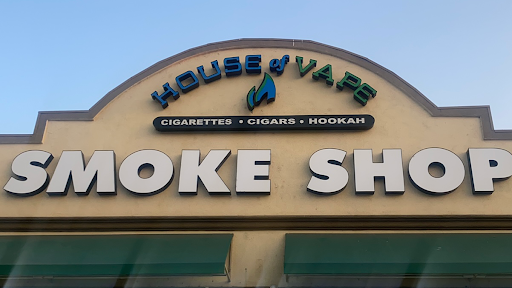 HOUSE of VAPE
CIGARETTES • CIGARS • HOOKAH
SMOKE SHOP